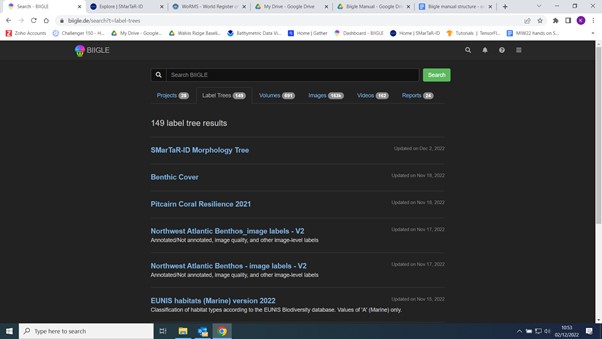 Search - BIIGLE
Explore | SMarTaR-ID
WoRMS - World Register
My Drive - Google Drive
Biigle Manual - Google Dri
Biigle manual structure -
biigle.de/search?t=label-trees
Zoho Accounts
Challenger 150 - H...
My Drive - Google...
Walvis Ridge Baseli...
Bathymetric Data Vi...
Home | Gather
Dashboard - BIIGLE
Home | SMarTaR-ID
Tutorials | TensorFl...
MIW22 hands on S...
BIIGLE
Search BIIGLE
Search
Projects 28
Label Trees 149
Volumes 691
Images
Videos 162
Reports 24
149 label tree results
SMarTaR-ID Morphology Tree
Updated on Dec 2, 2022
Benthic Cover
Updated on Nov 18, 2022
Pitcairn Coral Resilience 2021
Updated on Nov 18, 2022
Northwest Atlantic Benthos_image labels - V2
Updated on Nov 17, 2022
Annotated/Not annotated, image quality, and other image-level labels
Northwest Atlantic Benthos - image labels - V2
Updated on Nov 17, 2022
Annotated/Not annotated, image quality, and other image-level labels
EUNIS habitats (Marine) version 2022
Updated on Nov 15, 2022
Classification of habitat types according to the EUNIS Biodiversity database. Values of 'A' (Marine) only.
Type here to search
10:53
02/12/2022